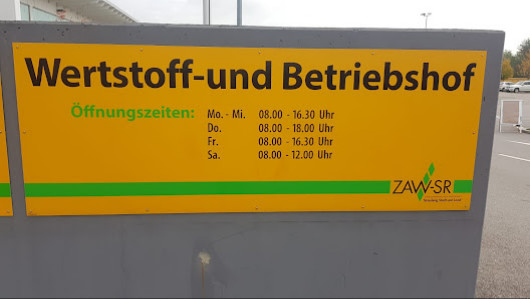 Wertstoff-und Betriebshof
Öffnungszeiten: Mo. - Mi. 08.00 - 16.30 Uhr
Do. 08.00 - 18.00 Uhr
Fr. 08.00 - 16.30 Uhr
Sa. 08.00 - 12.00 Uhr
ZAW-SR